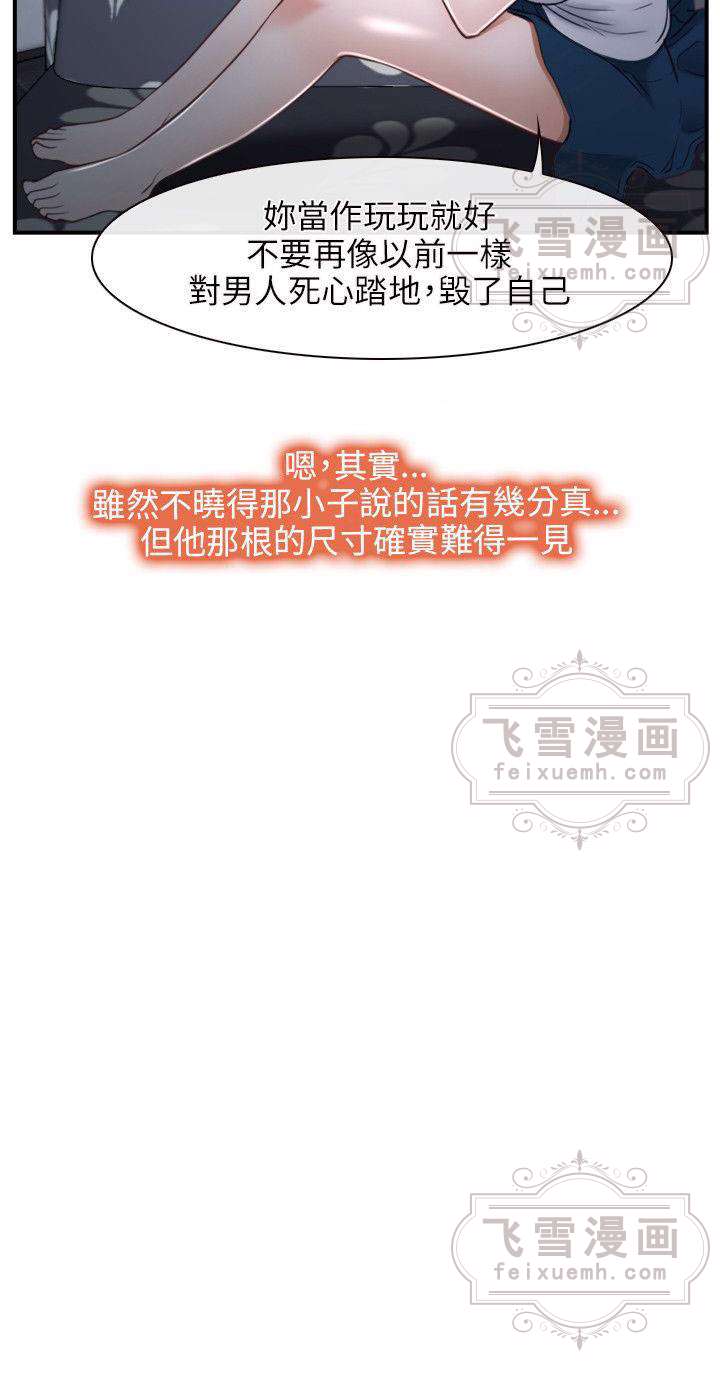 妳當作玩玩就好
不要再像以前一樣
對男人死心踏地，毀了自己
飞雪漫画
feixuemh.com
嗯，其實…
雖然不曉得那小子說的話有幾分真…
但他那根的尺寸確實難得一見
飞雪漫画
feixuemh.com
飞雪漫画
feixuemh.com